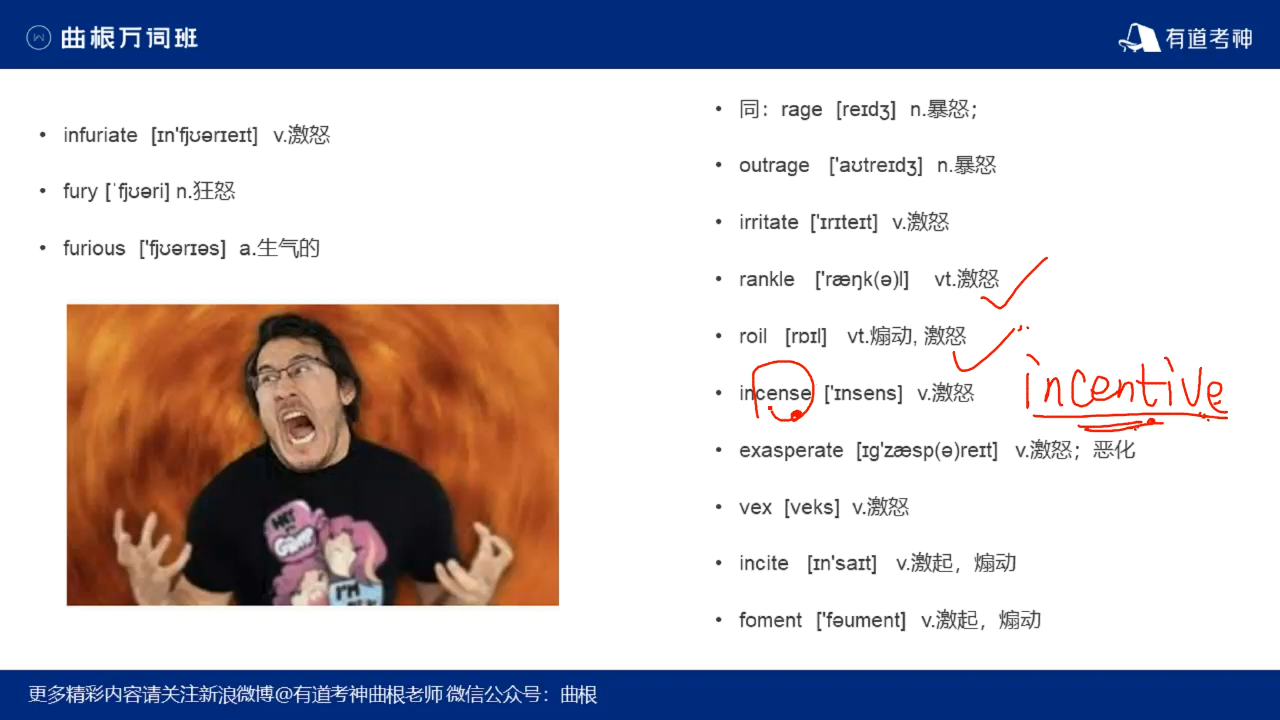 曲根万词班
有道考神
infuriate [ɪn'fjʊərɪeɪt] v.激怒
fury [ˈfjʊəri] n.狂怒
furious ['fjʊərɪəs] a.生气的
同：rage [reɪdʒ] n.暴怒；
outrage ['aʊtreɪdʒ] n.暴怒
irritate ['ɪrɪteɪt] v.激怒
rankle ['ræŋk(ə)l] vt.激怒
roil [rɒɪl] vt.煽动, 激怒
incense ['ɪnsens] v.激怒
incentive
exasperate [ɪg'zæsp(ə)reɪt] v.激怒；恶化
vex [veks] v.激怒
incite [ɪn'saɪt] v.激起，煽动
foment ['fəument] v.激起，煽动
更多精彩内容请关注新浪微博@有道考神曲根老师 微信公众号：曲根